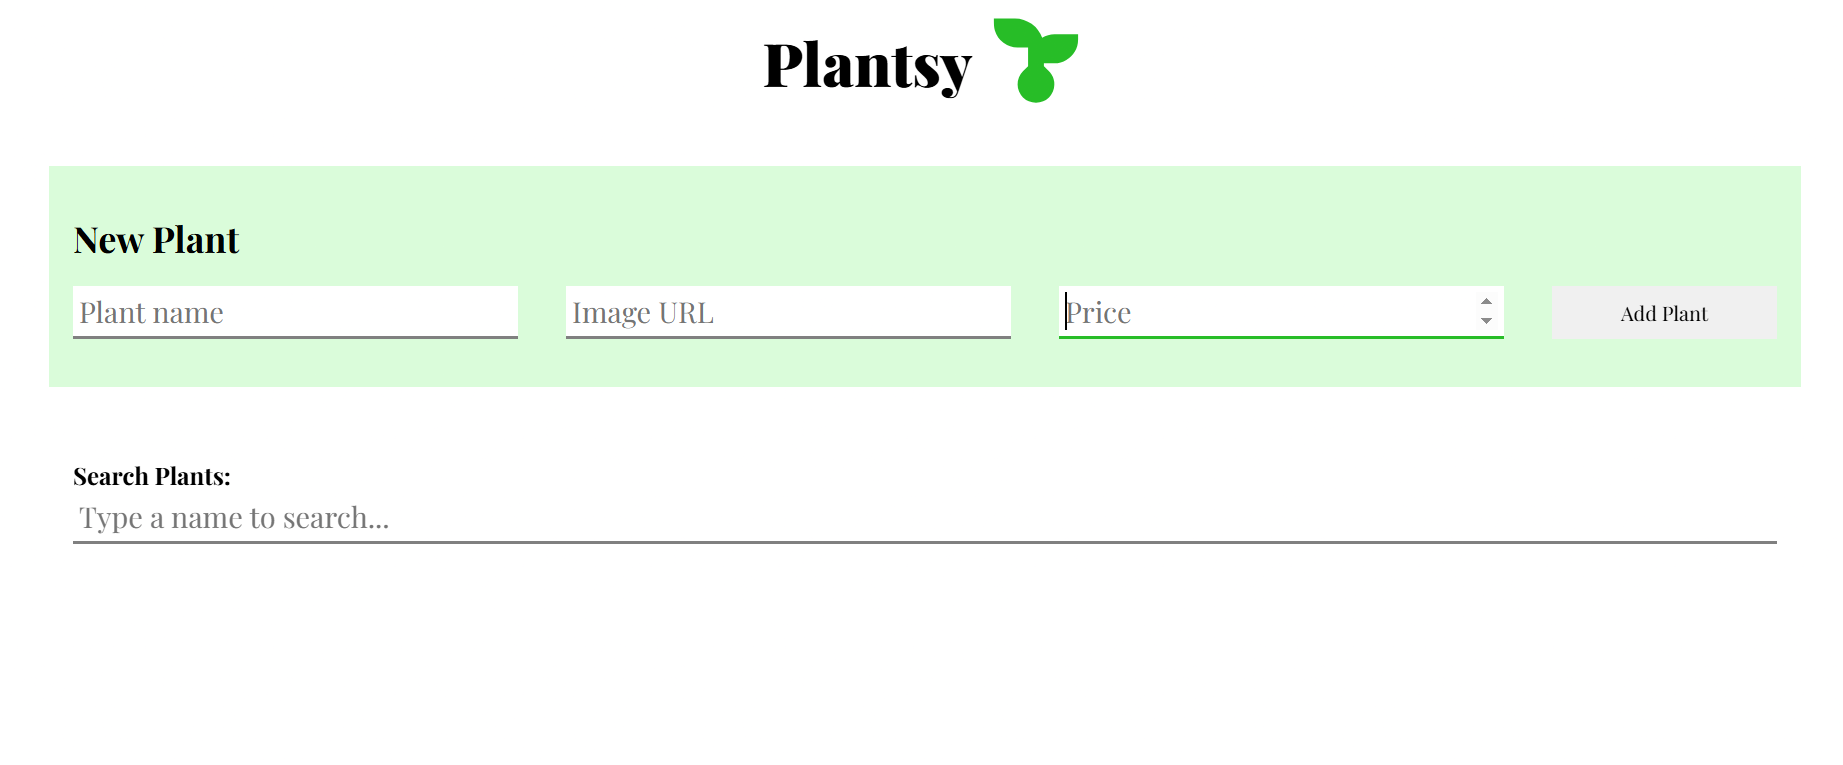 Plantsy
New Plant
Plant name
Image URL
Price
Add Plant
Search Plants:
Type a name to search...